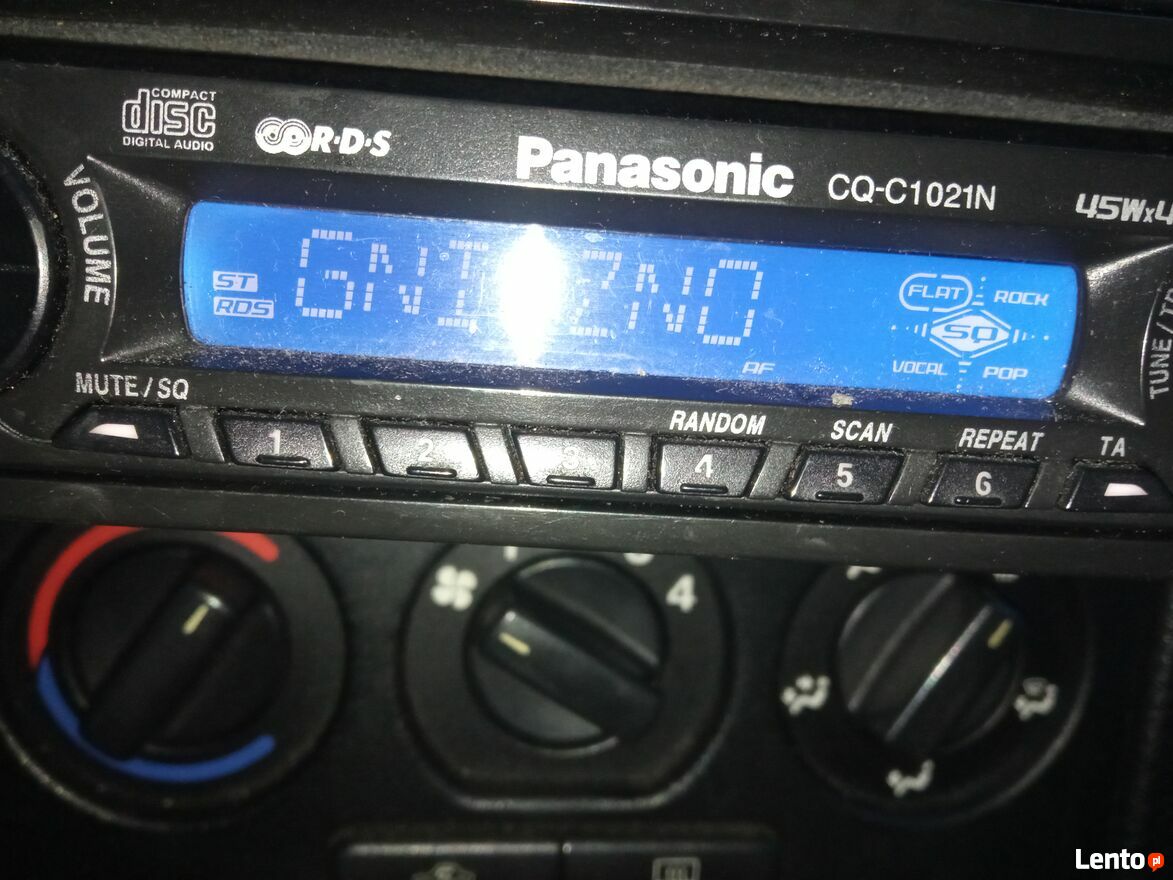 COMPACT
disc
DIGITAL AUDIO
R·D·S
Panasonic
CQ-C1021N
45Wx4
VOLUME
ST
RDS
AF
FLAT
ROCK
SQ
VOCAL
POP
MUTE/SQ
RANDOM
SCAN
REPEAT
TA
1
2
3
4
5
6
4
Lento pl